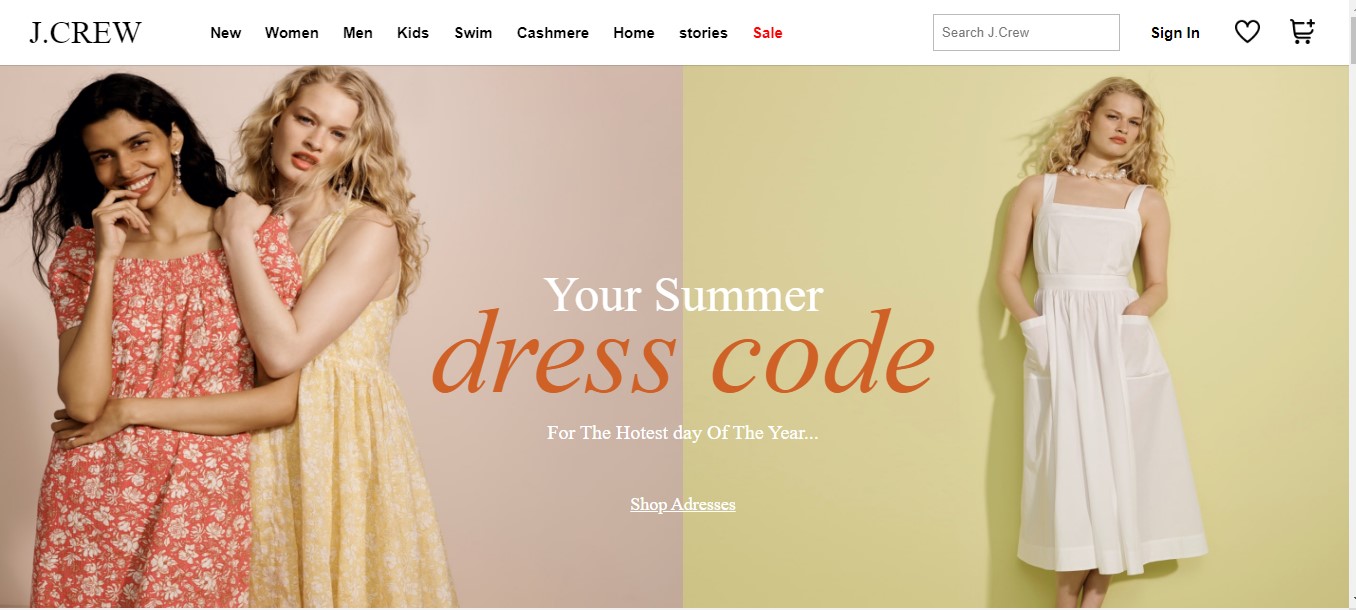 J.CREW New Women Men Kids Swim Cashmere Home stories Sale Search J.Crew Sign In
Your Summer
dress code
For The Hotest day Of The Year...
Shop Adresses